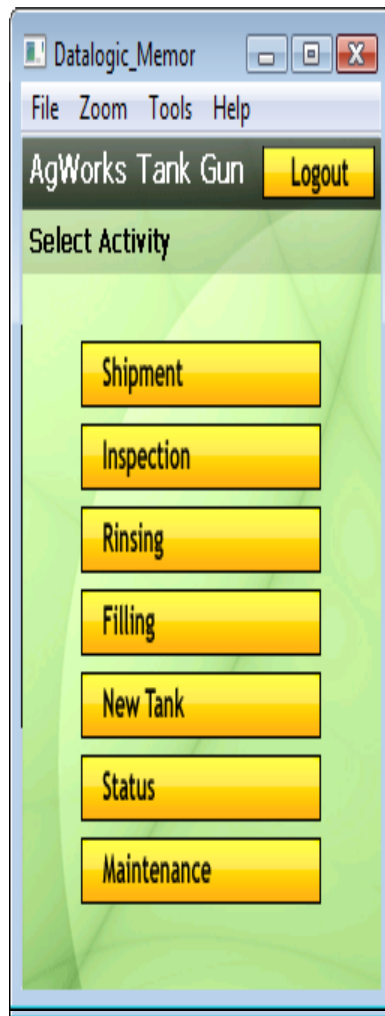 Datalogic_Memor
File Zoom Tools Help
AgWorks Tank Gun Logout
Select Activity
Shipment
Inspection
Rinsing
Filling
New Tank
Status
Maintenance